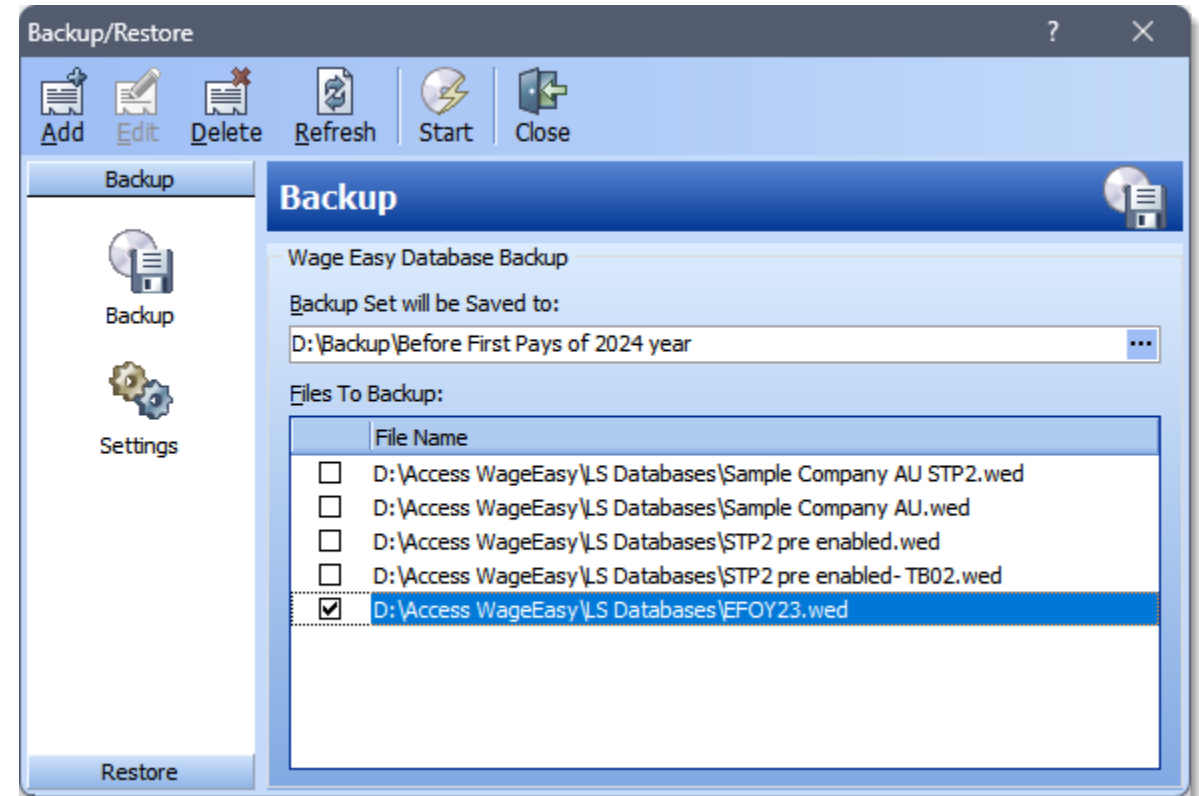 Backup/Restore ?
Add Edit Delete Refresh Start Close
Backup
Backup
Settings
Restore
Backup
Wage Easy Database Backup
Backup Set will be Saved to:
D:\Backup\Before First Pays of 2024 year ...
Files To Backup:
File Name
D:\Access WageEasy\LS Databases\Sample Company AU STP2.wed
D:\Access WageEasy\LS Databases\Sample Company AU.wed
D:\Access WageEasy\LS Databases\STP2 pre enabled.wed
D:\Access WageEasy\LS Databases\STP2 pre enabled- TB02.wed
D:\Access WageEasy\LS Databases\EFOY23.wed